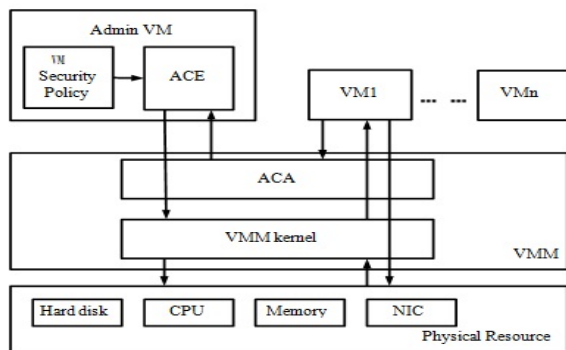 Admin VM
VM
Security
Policy
ACE
VM1
... ...
VMn
ACA
VMM kernel
VMM
Hard disk
CPU
Memory
NIC
Physical Resource